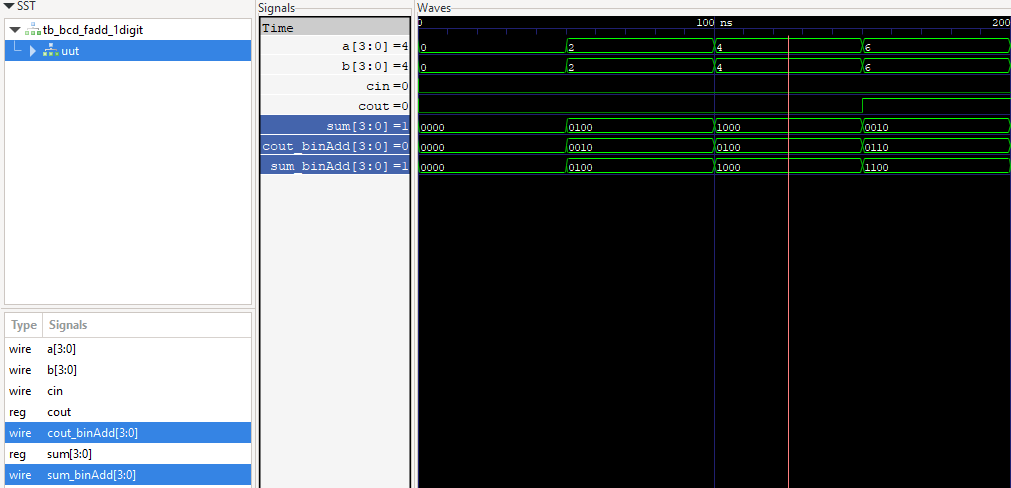 SST
tb_bcd_fadd_1digit
uut
Type Signals
wire a[3:0]
wire b[3:0]
wire cin
reg cout
wire cout_binAdd[3:0]
reg sum[3:0]
wire sum_binAdd[3:0]
Signals
Time
a[3:0] =4
b[3:0] =4
cin =0
cout =0
sum[3:0] =1
cout_binAdd[3:0] =0
sum_binAdd[3:0] =1
Waves
0 100 ns 200
0 2 4 6
0 2 4 6
0000 0100 1000 0010
0000 0010 0100 0110
0000 0100 1000 1100